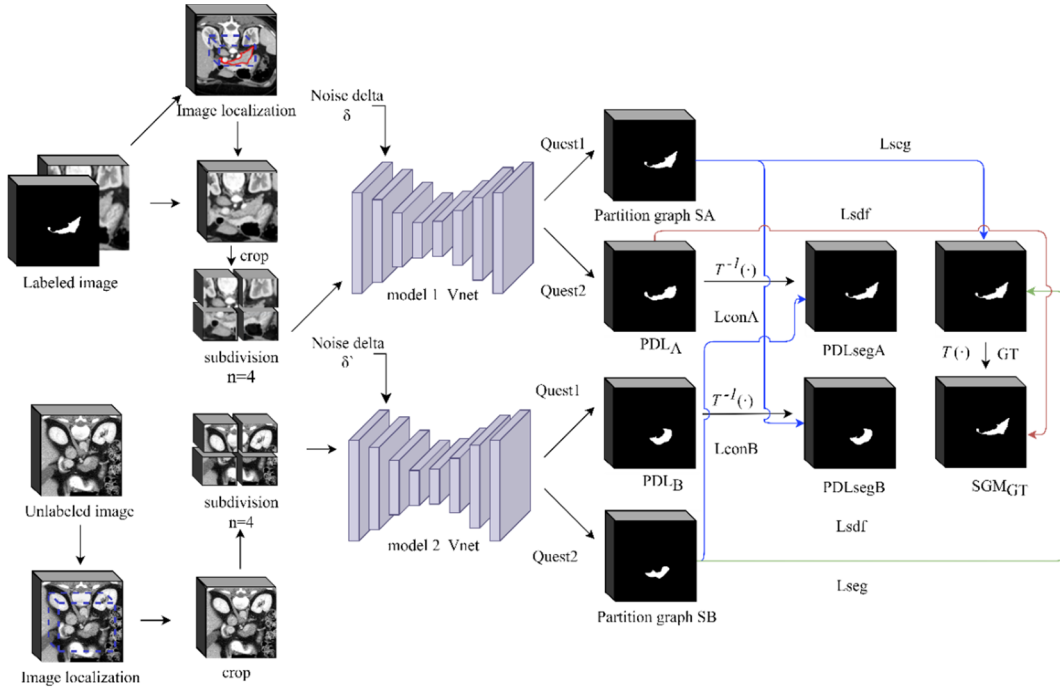 Image localization
Labeled image
crop
subdivision
n=4
Noise delta
δ
model 1 Vnet
Quest1
Quest2
Partition graph SA
Lseg
Lsdf
PDLA
T⁻¹(·)
LconA
PDLsegA
T(·)
GT
Unlabeled image
Image localization
crop
subdivision
n=4
Noise delta
δ`
model 2 Vnet
Quest1
Quest2
PDLB
T⁻¹(·)
LconB
PDLsegB
SGMGT
Partition graph SB
Lsdf
Lseg